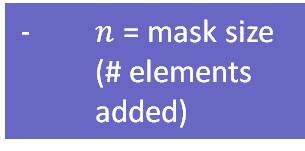 - n = mask size
(# elements
added)